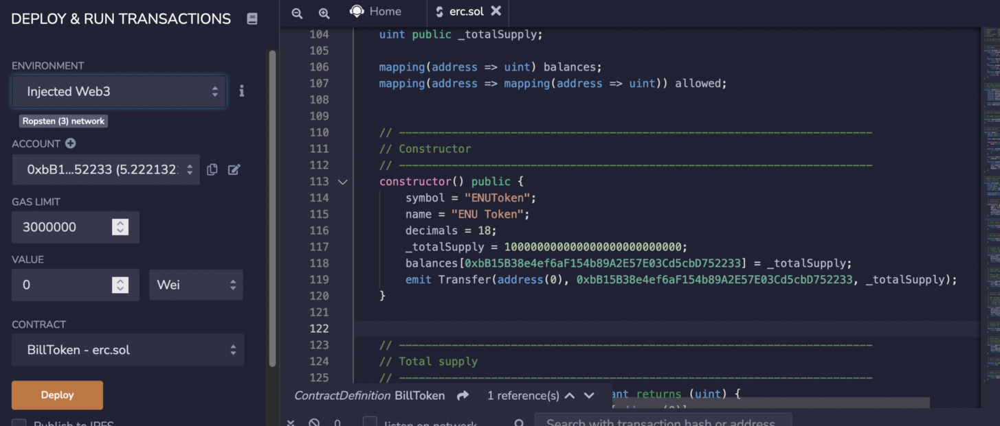 DEPLOY & RUN TRANSACTIONS
ENVIRONMENT
Injected Web3
Ropsten (3) network
ACCOUNT
0xbB1...52233 (5.222132
GAS LIMIT
3000000
VALUE
0
Wei
CONTRACT
BillToken - erc.sol
Deploy
Publish to IPFS
Home
erc.sol
104 uint public _totalSupply;
105
106 mapping(address => uint) balances;
107 mapping(address => mapping(address => uint)) allowed;
108
109
110 // ------------------------------------------------------------------------
111 // Constructor
112 // ------------------------------------------------------------------------
113 constructor() public {
114 symbol = "ENUToken";
115 name = "ENU Token";
116 decimals = 18;
117 _totalSupply = 100000000000000000000000000;
118 balances[0xbB15B38e4ef6aF154b89A2E57E03Cd5cbD752233] = _totalSupply;
119 emit Transfer(address(0), 0xbB15B38e4ef6aF154b89A2E57E03Cd5cbD752233, _totalSupply);
120 }
121
122
123 // ------------------------------------------------------------------------
124 // Total supply
125 // ------------------------------------------------------------------------
ContractDefinition BillToken 1 reference(s)
ant returns (uint) {
0 listen on network Search with transaction hash or address